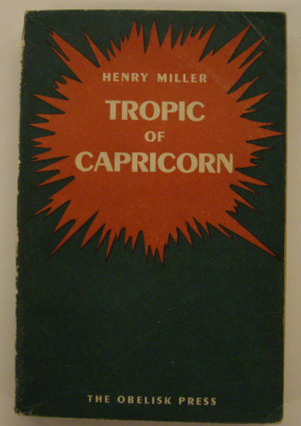 HENRY MILLER
TROPIC
OF
CAPRICORN
THE OBELISK PRESS